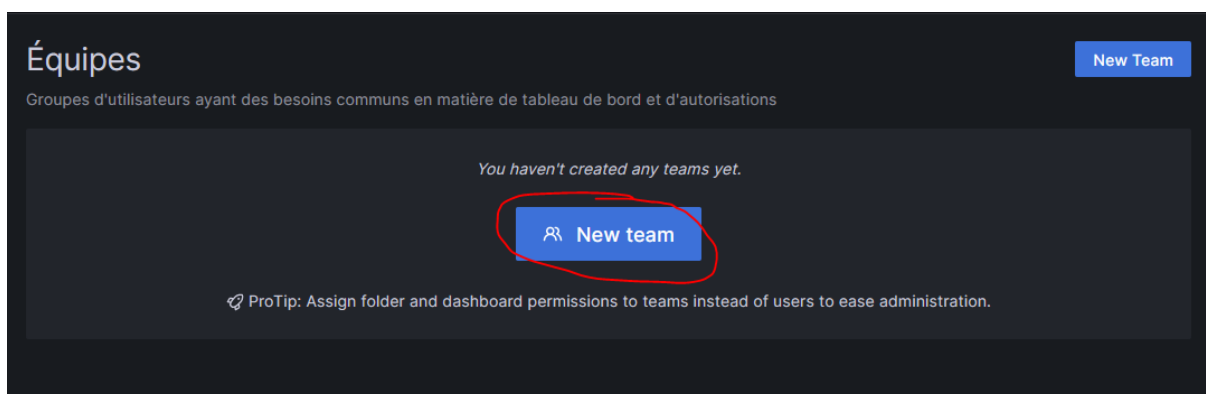 Équipes
New Team
Groupes d'utilisateurs ayant des besoins communs en matière de tableau de bord et d'autorisations
You haven't created any teams yet.
New team
ProTip: Assign folder and dashboard permissions to teams instead of users to ease administration.